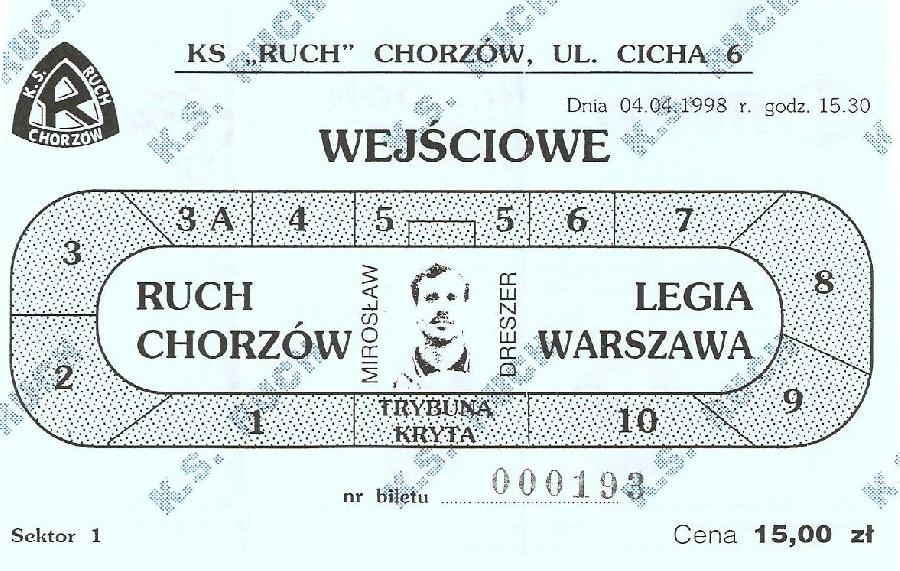 KS „RUCH” CHORZÓW, UL. CICHA 6
K.S. RUCH
CHORZÓW
Dnia 04.04.1998 r. godz. 15.30
WEJŚCIOWE
3 3 A 4 5 5 6 7 8
RUCH
CHORZÓW
MIROSŁAW
DRESZER
LEGIA
WARSZAWA
2 1
TRYBUNA
KRYTA
10 9
nr biletu 000193
Sektor 1
Cena 15,00 zł
K.S. RUCH